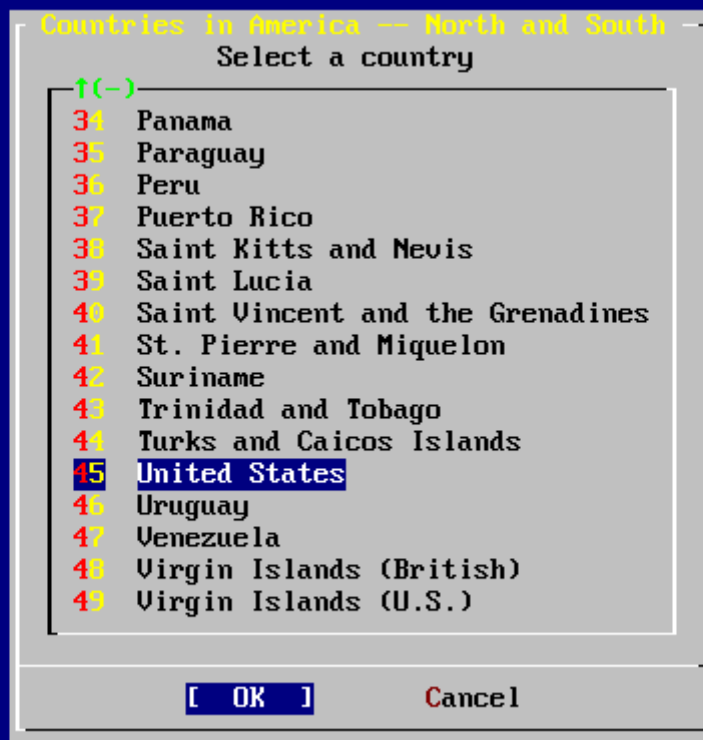 Countries in America -- North and South
Select a country
↑(-)
34 Panama
35 Paraguay
36 Peru
37 Puerto Rico
38 Saint Kitts and Nevis
39 Saint Lucia
40 Saint Vincent and the Grenadines
41 St. Pierre and Miquelon
42 Suriname
43 Trinidad and Tobago
44 Turks and Caicos Islands
45 United States
46 Uruguay
47 Venezuela
48 Virgin Islands (British)
49 Virgin Islands (U.S.)
[ OK ] Cancel